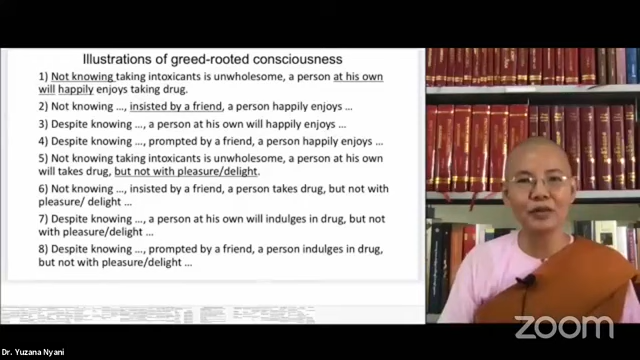 Illustrations of greed-rooted consciousness
1) Not knowing taking intoxicants is unwholesome, a person at his own
will happily enjoys taking drug.
2) Not knowing ..., insisted by a friend, a person happily enjoys ...
3) Despite knowing ..., a person at his own will happily enjoys ...
4) Despite knowing ..., prompted by a friend, a person happily enjoys ...
5) Not knowing taking intoxicants is unwholesome, a person at his own
will takes drug, but not with pleasure/delight.
6) Not knowing ..., insisted by a friend, a person takes drug, but not with
pleasure/ delight ...
7) Despite knowing ..., a person at his own will indulges in drug, but not
with pleasure/delight ...
8) Despite knowing ..., prompted by a friend, a person indulges in drug,
but not with pleasure/delight ...
zoom
Dr. Yuzana Nyani